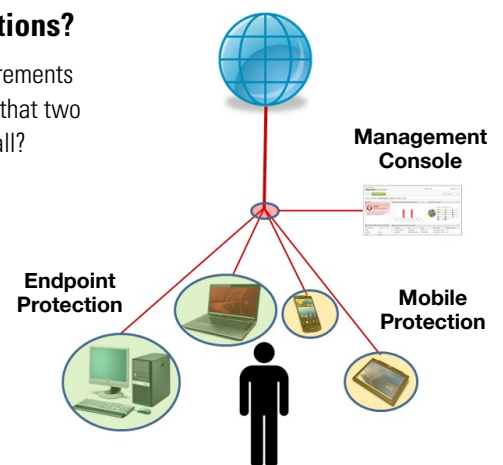 tions?
rements
that two
all?
Management
Console
Endpoint
Protection
Mobile
Protection